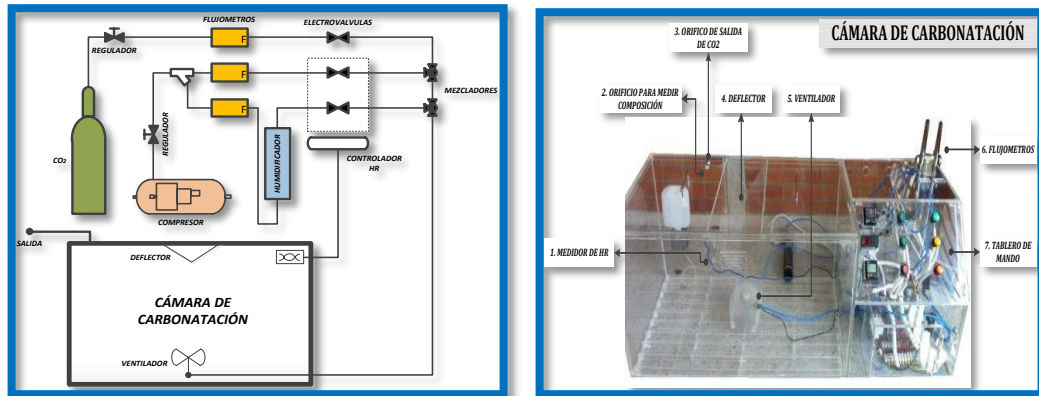 FLUJOMETROS
ELECTROVALVULAS
REGULADOR
F
F
F
MEZCLADORES
REGULADOR
CO₂
HUMIDIFICADOR
CONTROLADOR
HR
COMPRESOR
SALIDA
DEFLECTOR
CÁMARA DE
CARBONATACIÓN
VENTILADOR
CÁMARA DE CARBONATACIÓN
3. ORIFICO DE SALIDA
DE CO2
2. ORIFICIO PARA MEDIR
COMPOSICIÓN
4. DEFLECTOR
5. VENTILADOR
6. FLUJOMETROS
1. MEDIDOR DE HR
7. TABLERO DE
MANDO